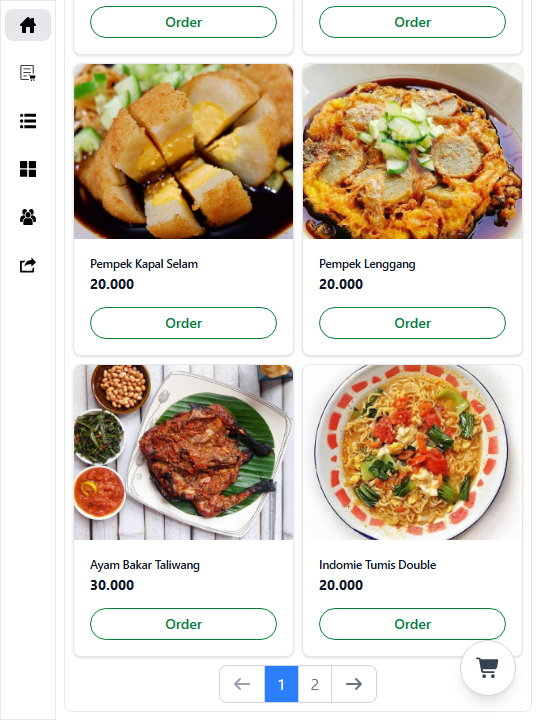 Order
Order
Pempek Kapal Selam
20.000
Order
Pempek Lenggang
20.000
Order
Ayam Bakar Taliwang
30.000
Order
Indomie Tumis Double
20.000
Order
1
2